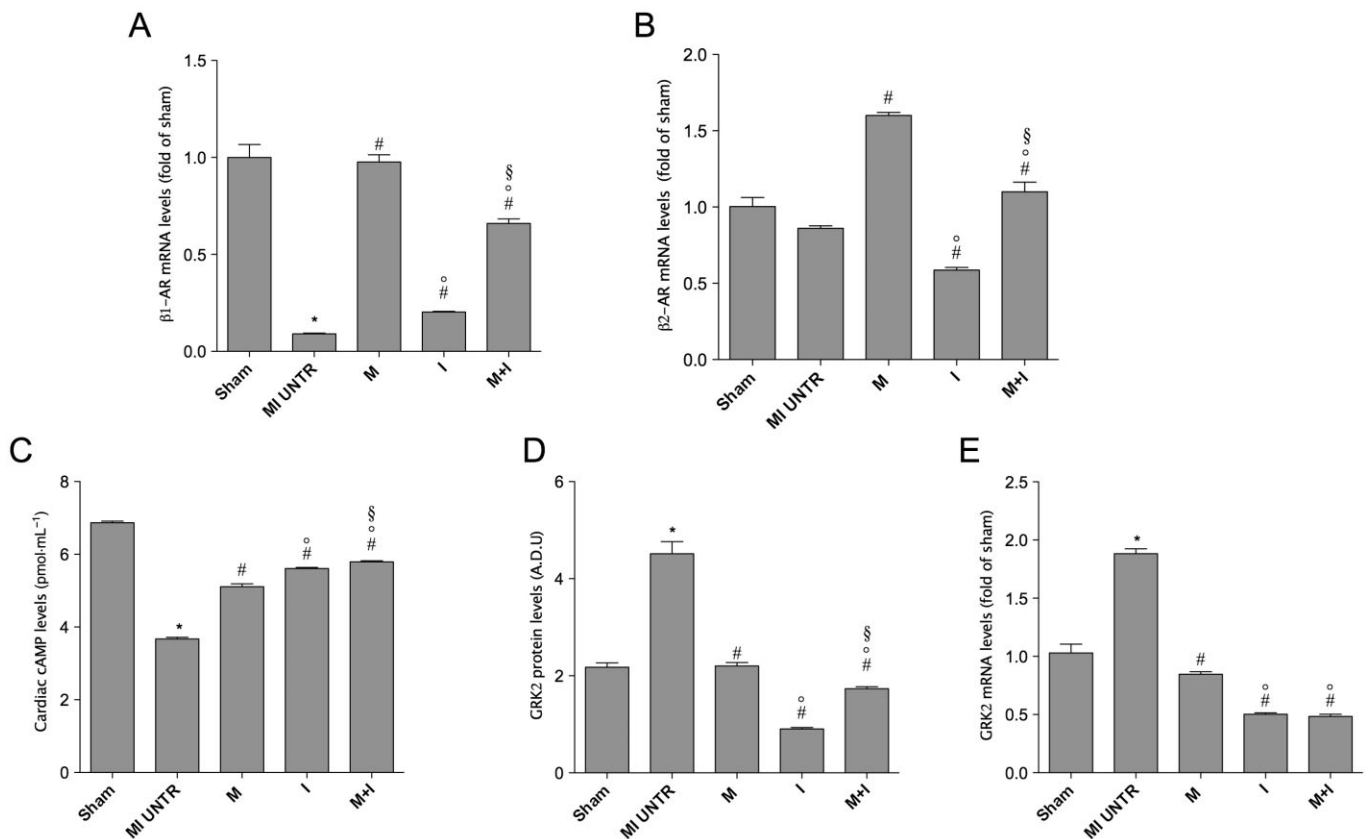 A
β1-AR mRNA levels (fold of sham)
1.5
1.0
0.5
0.0
*
#
°
#
§
°
#
Sham
MI UNTR
M
I
M+I
B
β2-AR mRNA levels (fold of sham)
2.0
1.5
1.0
0.5
0.0
#
°
#
§
°
#
Sham
MI UNTR
M
I
M+I
C
Cardiac cAMP levels (pmol·mL⁻¹)
8
6
4
2
0
*
#
°
#
§
°
#
Sham
MI UNTR
M
I
M+I
D
GRK2 protein levels (A.D.U)
6
4
2
0
*
#
°
#
§
°
#
Sham
MI UNTR
M
I
M+I
E
GRK2 mRNA levels (fold of sham)
2.5
2.0
1.5
1.0
0.5
0.0
*
#
°
#
°
#
Sham
MI UNTR
M
I
M+I